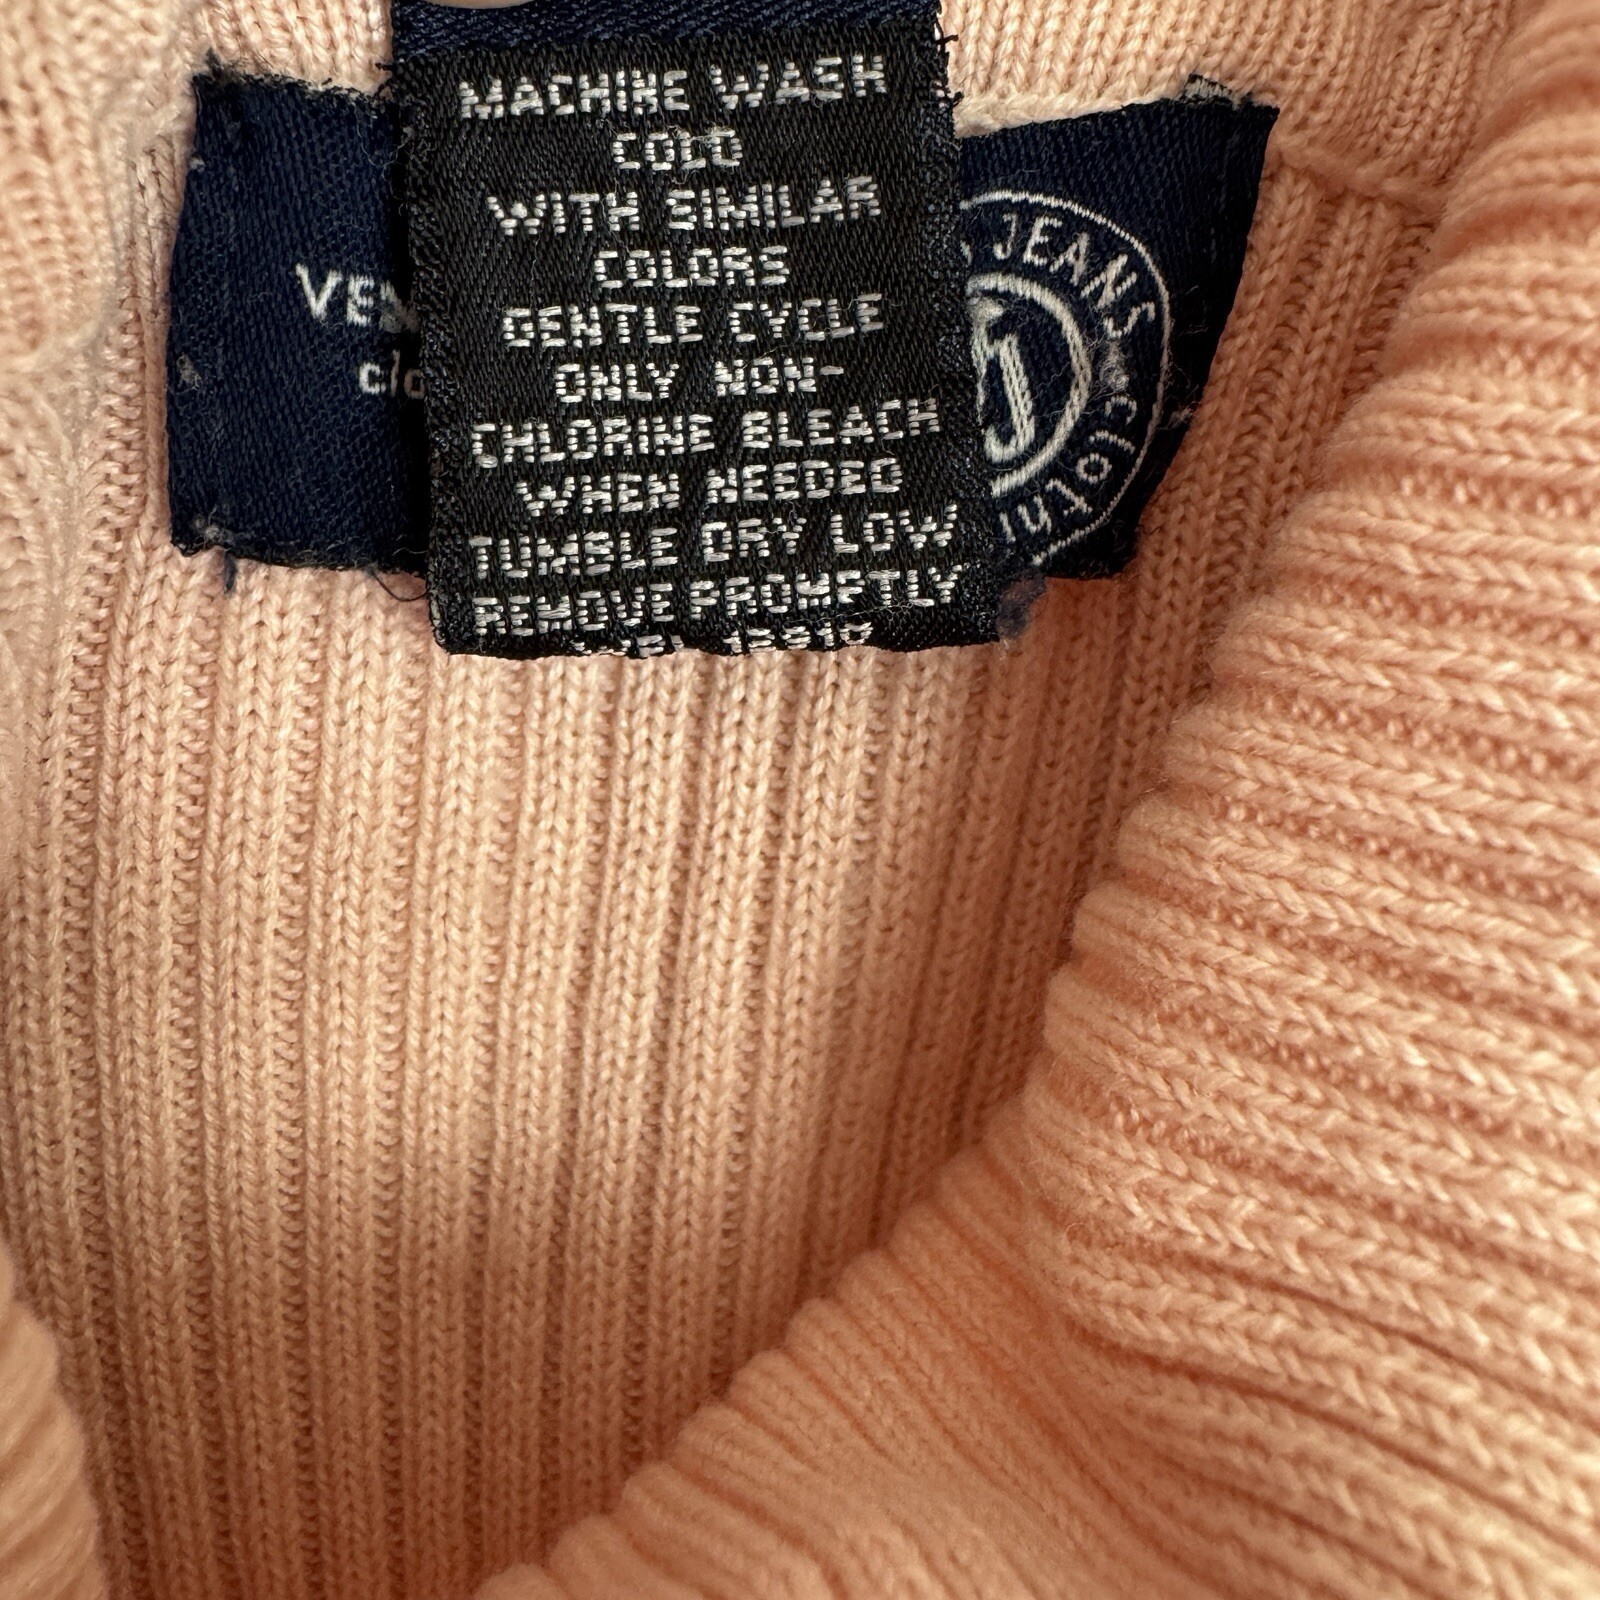 MACHINE WASH
COLD
WITH SIMILAR
COLORS
GENTLE CYCLE
ONLY NON-
CHLORINE BLEACH
WHEN NEEDED
TUMBLE DRY LOW
REMOVE PROMPTLY
JEANS
J